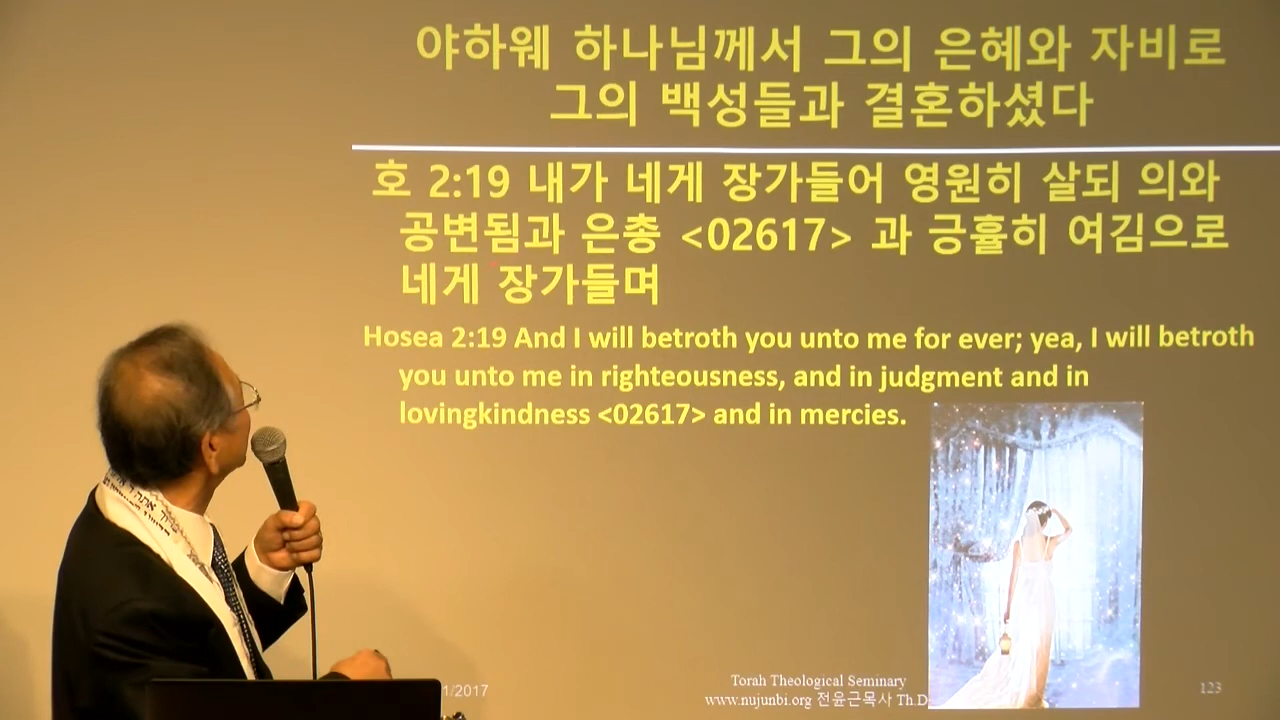 야하웨 하나님께서 그의 은혜와 자비로
그의 백성들과 결혼하셨다
호 2:19 내가 네게 장가들어 영원히 살되 의와
공변됨과 은총 <02617> 과 긍휼히 여김으로
네게 장가들며
Hosea 2:19 And I will betroth you unto me for ever; yea, I will betroth
you unto me in righteousness, and in judgment and in
lovingkindness <02617> and in mercies.
1/2017
Torah Theological Seminary
www.nujunbi.org 전윤근목사 Th.D
123